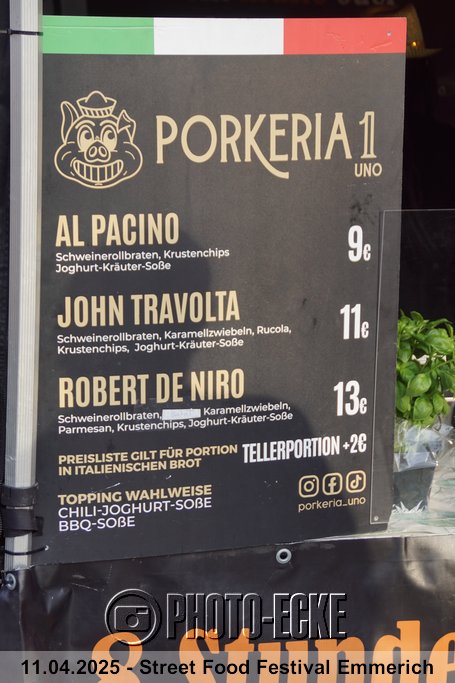 PORKERIA 1
UNO
AL PACINO
Schweinerollbraten, Krustenchips
Joghurt-Kräuter-Soße
9€
JOHN TRAVOLTA
Schweinerollbraten, Karamellzwiebeln, Rucola,
Krustenchips, Joghurt-Kräuter-Soße
11€
ROBERT DE NIRO
Schweinerollbraten, Karamellzwiebeln,
Parmesan, Krustenchips, Joghurt-Kräuter-Soße
13€
PREISLISTE GILT FÜR PORTION
IN ITALIENISCHEN BROT
TELLERPORTION +2€
TOPPING WAHLWEISE
CHILI-JOGHURT-SOßE
BBQ-SOßE
porkeria_uno
PHOTO-ECKE
8 Stunde
11.04.2025 - Street Food Festival Emmerich